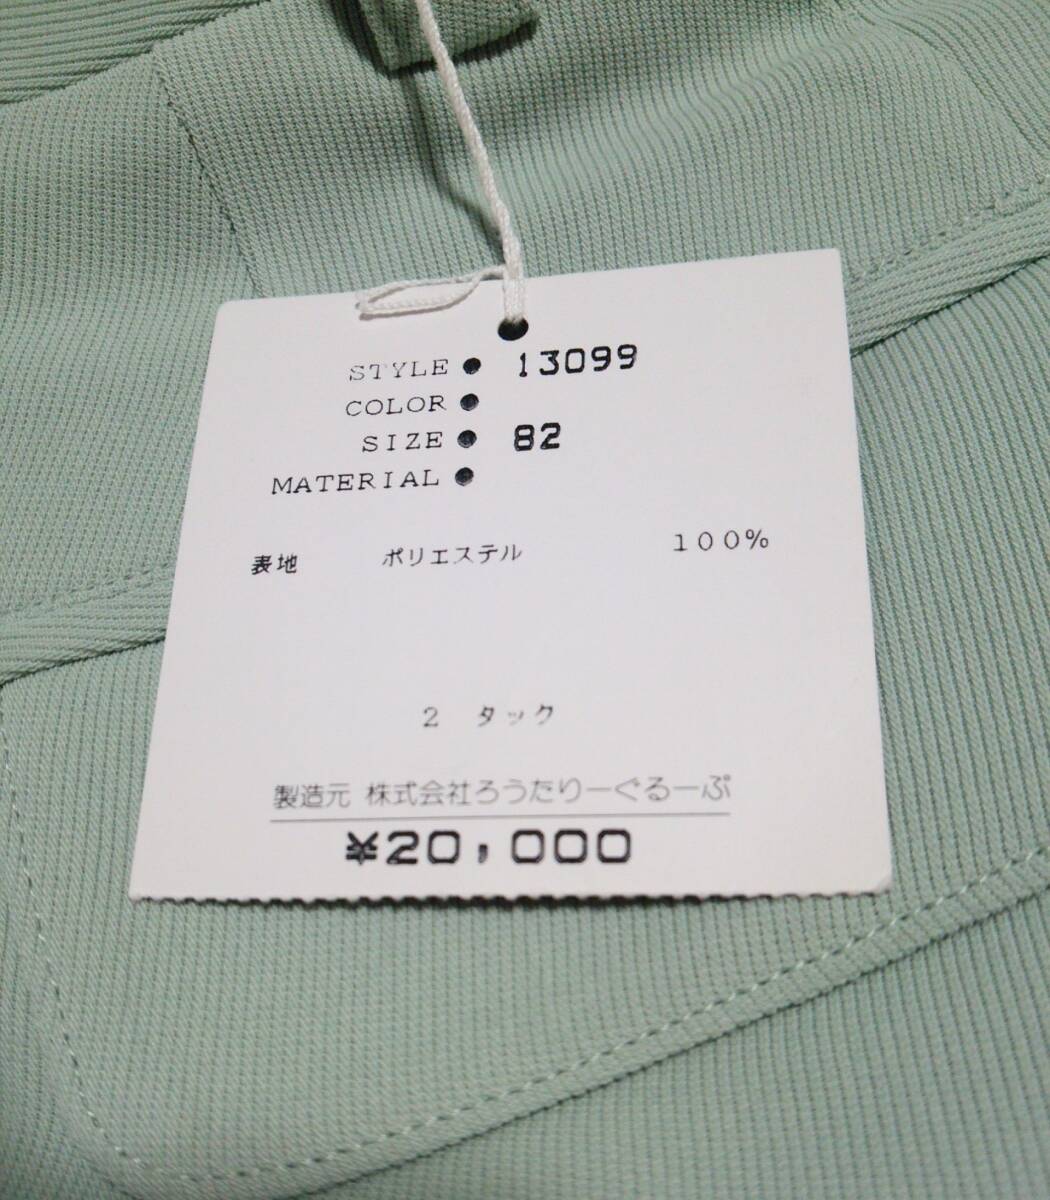 STYLE● 13099
COLOR●
SIZE● 82
MATERIAL●
表地 ポリエステル 100%
2 タック
製造元 株式会社ろうたりーぐるーぷ
¥20,000